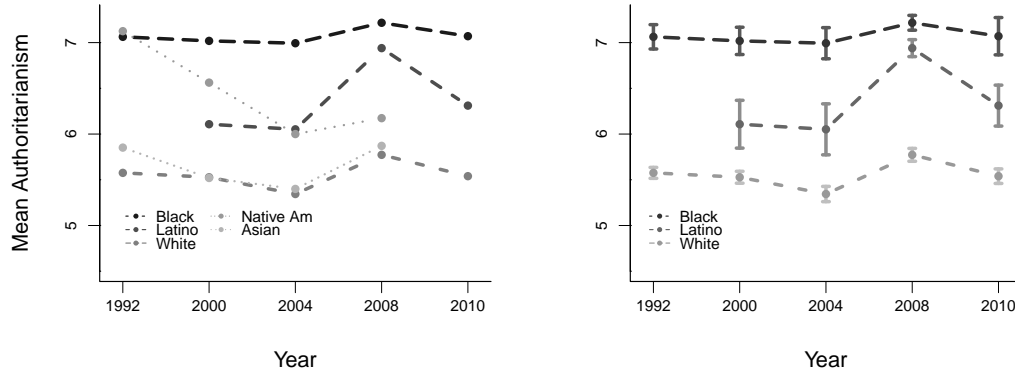 Mean Authoritarianism
7
6
5
Black
Latino
White
Native Am
Asian
1992 2000 2004 2008 2010
Year
7
6
5
Black
Latino
White
1992 2000 2004 2008 2010
Year